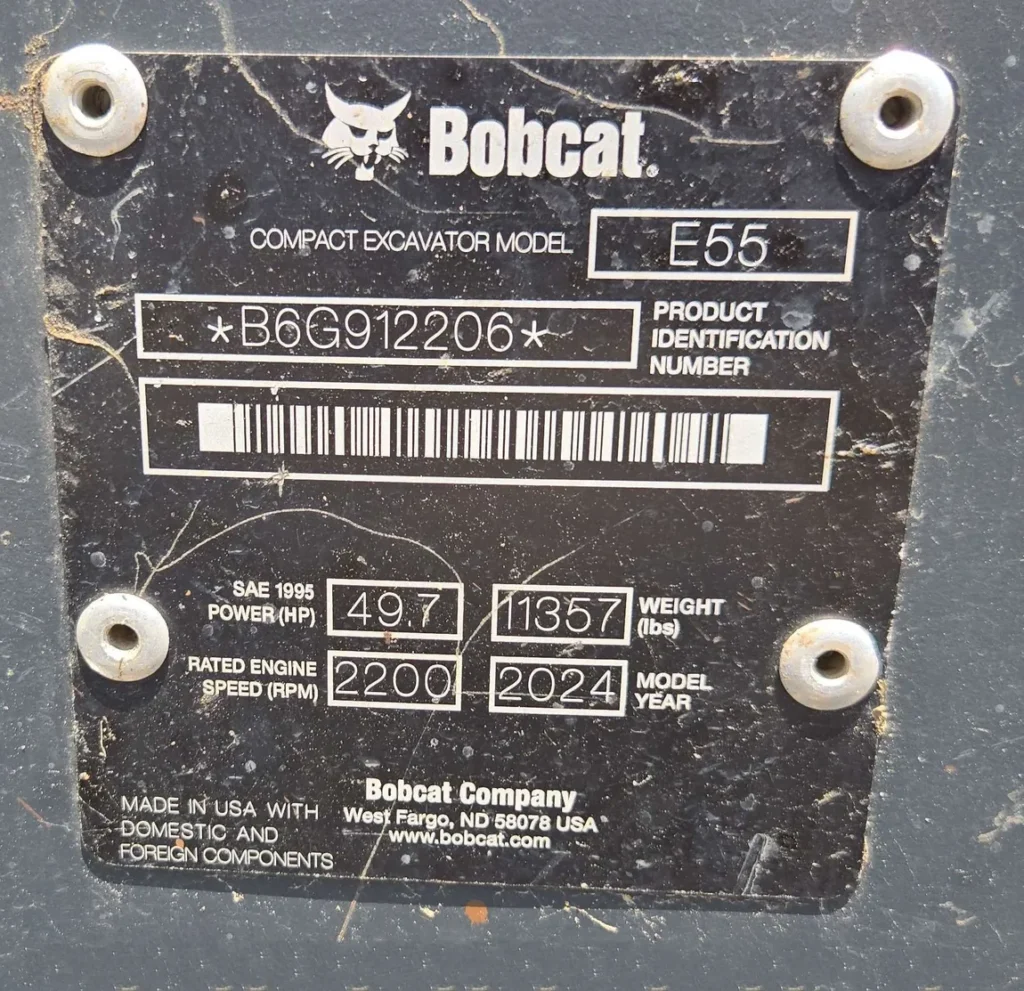 Bobcat.
COMPACT EXCAVATOR MODEL E55
*B6G912206*
PRODUCT
IDENTIFICATION
NUMBER
SAE 1995
POWER (HP) 49.7
11357 WEIGHT
(lbs)
RATED ENGINE
SPEED (RPM) 2200
2024 MODEL
YEAR
MADE IN USA WITH
DOMESTIC AND
FOREIGN COMPONENTS
Bobcat Company
West Fargo, ND 58078 USA
www.bobcat.com